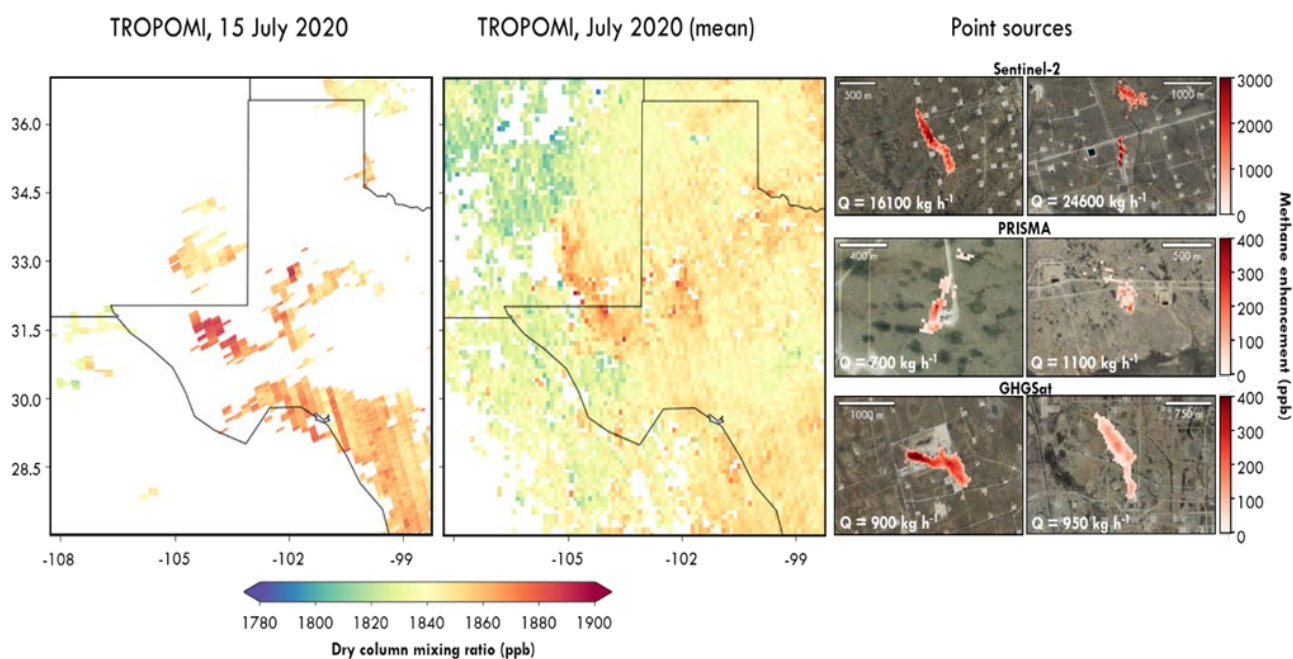 TROPOMI, 15 July 2020
TROPOMI, July 2020 (mean)
Point sources
36.0
34.5
33.0
31.5
30.0
28.5
-108
-105
-102
-99
-105
-102
-99
1780 1800 1820 1840 1860 1880 1900
Dry column mixing ratio (ppb)
Sentinel-2
500 m
Q = 16100 kg h⁻¹
1000 m
Q = 24600 kg h⁻¹
3000
2000
1000
0
PRISMA
400 m
Q = 700 kg h⁻¹
500 m
Q = 1100 kg h⁻¹
400
300
200
100
0
GHGSat
1000 m
Q = 900 kg h⁻¹
750 m
Q = 950 kg h⁻¹
400
300
200
100
0
Methane enhancement (ppb)